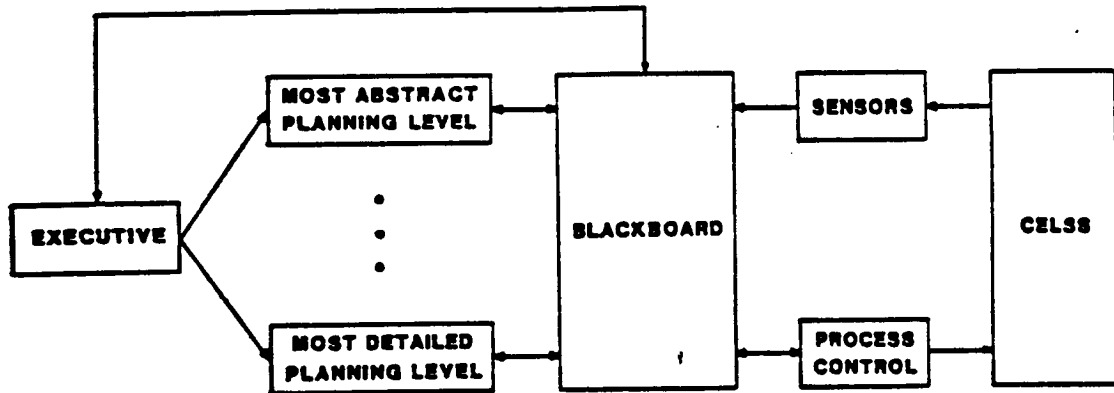 MOST ABSTRACT
PLANNING LEVEL
SENSORS
EXECUTIVE
BLACKBOARD
CELSS
MOST DETAILED
PLANNING LEVEL
PROCESS
CONTROL